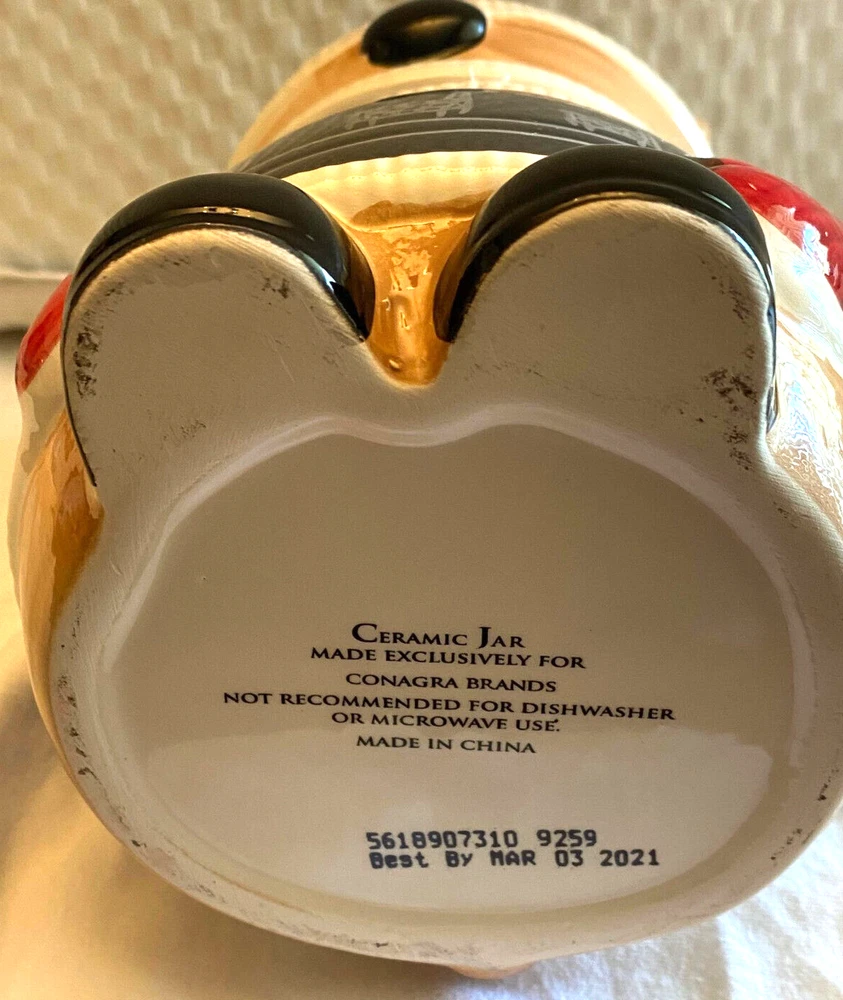 CERAMIC JAR
MADE EXCLUSIVELY FOR
CONAGRA BRANDS
NOT RECOMMENDED FOR DISHWASHER
OR MICROWAVE USE.
MADE IN CHINA
5618907310 9259
Best By MAR 03 2021